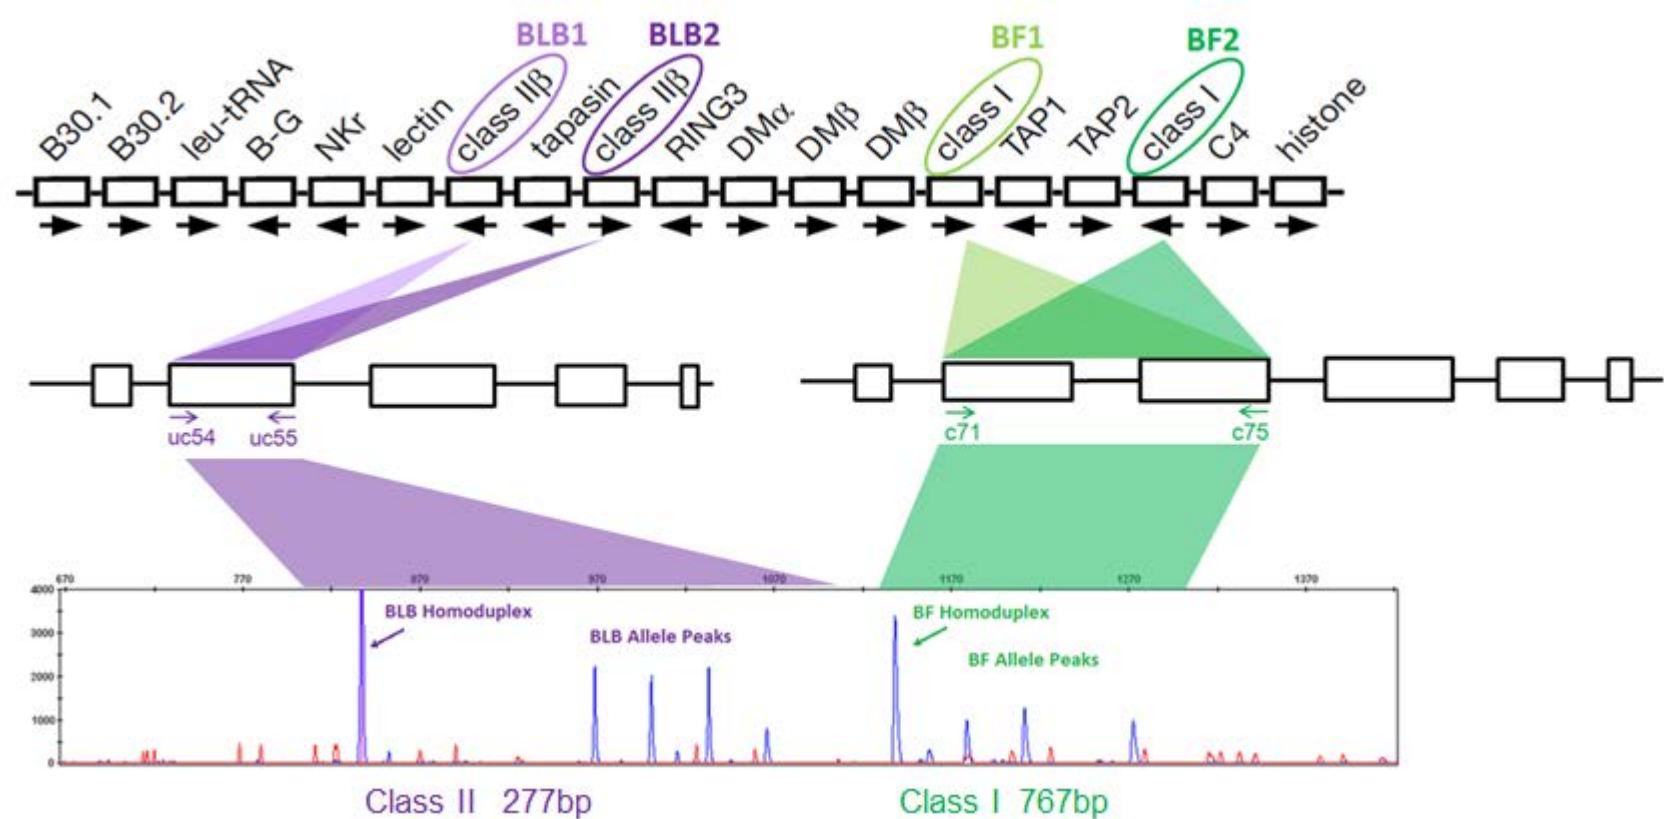 BLB1 BLB2 BF1 BF2
B30.1 B30.2 leu-tRNA B-G NKr lectin class IIβ tapasin class IIβ RING3 DMα DMβ DMβ class I TAP1 TAP2 class I C4 histone
uc54 uc55 c71 c75
670 770 870 970 1070 1170 1270 1370
4000
BLB Homoduplex BF Homoduplex
3000 BLB Allele Peaks
BF Allele Peaks
2000
1000
0
Class II 277bp Class I 767bp